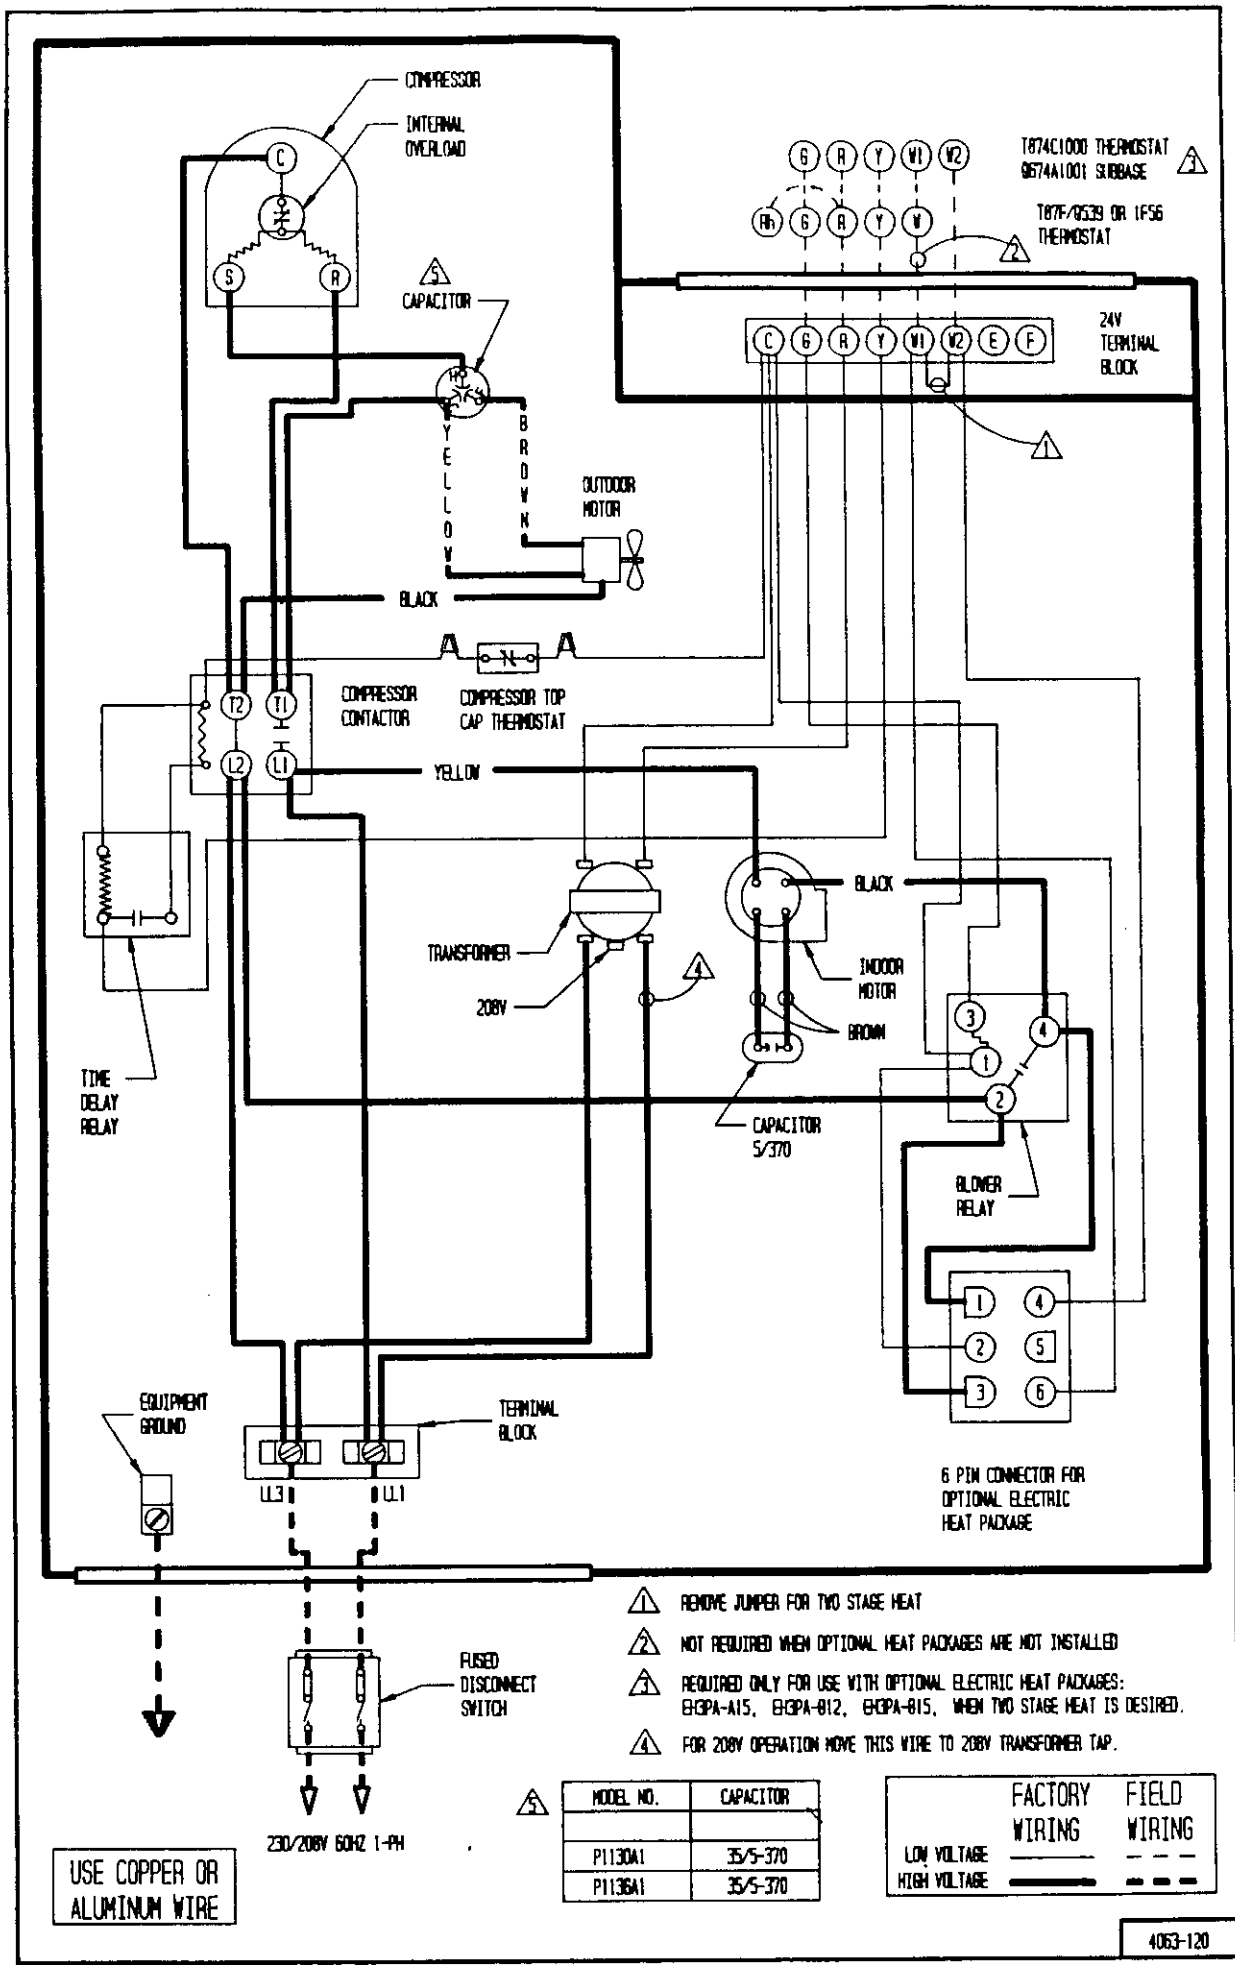 COMPRESSOR
INTERNAL
OVERLOAD
C
S
R
5
CAPACITOR
H
C
YELLOW
BROWN
OUTDOOR
MOTOR
BLACK
G R Y W1 W2
T874C1000 THERMOSTAT
Q674A1001 SUBBASE
3
Rh G R Y W
T87F/Q539 OR 1F56
THERMOSTAT
2
C G R Y W1 W2 E F
24V
TERMINAL
BLOCK
1
T2 T1
L2 L1
COMPRESSOR
CONTACTOR
COMPRESSOR TOP
CAP THERMOSTAT
YELLOW
TIME
DELAY
RELAY
TRANSFORMER
208V
4
BLACK
INDOOR
MOTOR
BROWN
CAPACITOR
5/370
3
4
1
2
BLOWER
RELAY
1 4
2 5
3 6
6 PIN CONNECTOR FOR
OPTIONAL ELECTRIC
HEAT PACKAGE
EQUIPMENT
GROUND
TERMINAL
BLOCK
LL3 LL1
FUSED
DISCONNECT
SWITCH
230/208V 60HZ 1-PH
1 REMOVE JUMPER FOR TWO STAGE HEAT
2 NOT REQUIRED WHEN OPTIONAL HEAT PACKAGES ARE NOT INSTALLED
3 REQUIRED ONLY FOR USE WITH OPTIONAL ELECTRIC HEAT PACKAGES:
EH3PA-A15, EH3PA-B12, EH3PA-B15, WHEN TWO STAGE HEAT IS DESIRED.
4 FOR 208V OPERATION MOVE THIS WIRE TO 208V TRANSFORMER TAP.
5
MODEL NO. CAPACITOR
P1130A1 35/5-370
P1136A1 35/5-370
FACTORY FIELD
WIRING WIRING
LOW VOLTAGE
HIGH VOLTAGE
USE COPPER OR
ALUMINUM WIRE
4063-120